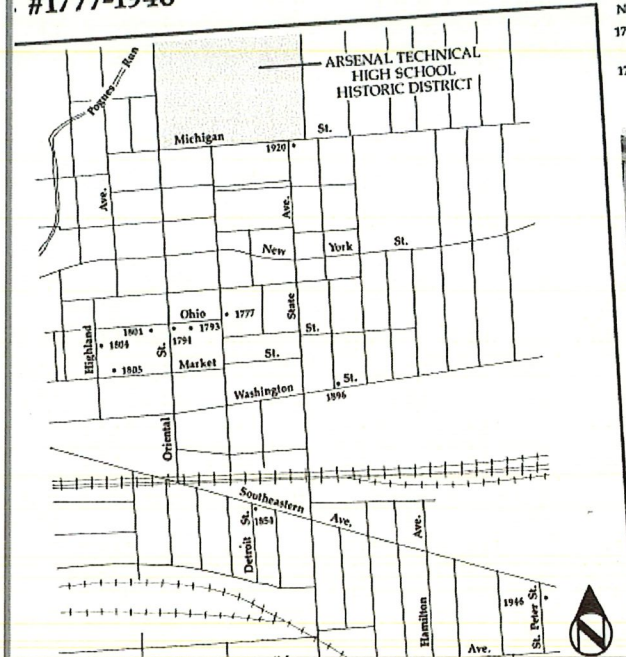 #1777-1946
Pogues Run
ARSENAL TECHNICAL
HIGH SCHOOL
HISTORIC DISTRICT
Michigan St.
1920
Ave.
Ave.
New York St.
Ohio
1777
State
1801
1793
St.
Highland
1804
St.
1791
Market St.
1805
Washington St.
1896
Oriental
Southeastern Ave.
St.
1854
Detroit
Ave.
Hamilton
1946
St. Peter St.
Ave.
N
N
17
17